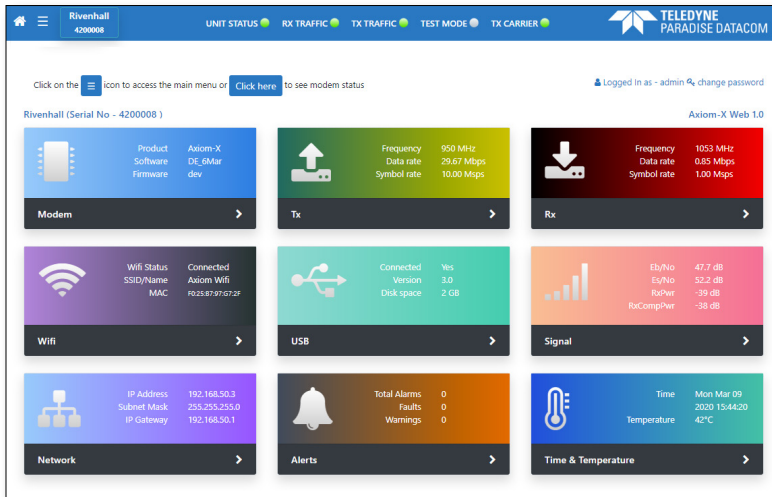 Rivenhall
4200008
UNIT STATUS RX TRAFFIC TX TRAFFIC TEST MODE TX CARRIER
TELEDYNE
PARADISE DATACOM
Click on the icon to access the main menu or Click here to see modem status
Logged In as - admin change password
Rivenhall (Serial No - 4200008 )
Axiom-X Web 1.0
Product Axiom-X
Software DE_6Mar
Firmware dev
Modem
Frequency 950 MHz
Data rate 29.67 Mbps
Symbol rate 10.00 Msps
Tx
Frequency 1053 MHz
Data rate 0.85 Mbps
Symbol rate 1.00 Msps
Rx
Wifi Status Connected
SSID/Name Axiom Wifi
MAC F0:25:B7:97:G7:2F
Wifi
Connected Yes
Version 3.0
Disk space 2 GB
USB
Eb/No 47.7 dB
Es/No 52.2 dB
RxPwr -39 dB
RxCompPwr -38 dB
Signal
IP Address 192.168.50.3
Subnet Mask 255.255.255.0
IP Gateway 192.168.50.1
Network
Total Alarms 0
Faults 0
Warnings 0
Alerts
Time Mon Mar 09
2020 15:44:20
Temperature 42°C
Time & Temperature